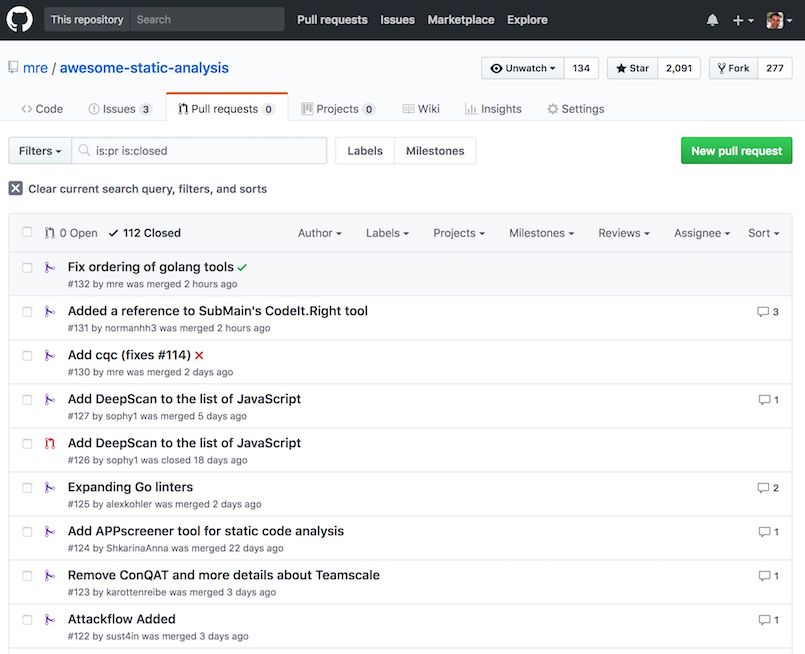 This repository Search Pull requests Issues Marketplace Explore
mre / awesome-static-analysis Unwatch 134 Star 2,091 Fork 277
Code Issues 3 Pull requests 0 Projects 0 Wiki Insights Settings
Filters is:pr is:closed Labels Milestones New pull request
Clear current search query, filters, and sorts
0 Open 112 Closed Author Labels Projects Milestones Reviews Assignee Sort
Fix ordering of golang tools
#132 by mre was merged 2 hours ago
Added a reference to SubMain's CodeIt.Right tool 3
#131 by normanhh3 was merged 2 hours ago
Add cqc (fixes #114)
#130 by mre was merged 2 days ago
Add DeepScan to the list of JavaScript 1
#127 by sophy1 was merged 5 days ago
Add DeepScan to the list of JavaScript
#126 by sophy1 was closed 18 days ago
Expanding Go linters 2
#125 by alexkohler was merged 2 days ago
Add APPscreener tool for static code analysis 1
#124 by ShkarinaAnna was merged 22 days ago
Remove ConQAT and more details about Teamscale 1
#123 by karottenreibe was merged 3 days ago
Attackflow Added 1
#122 by sust4in was merged 3 days ago